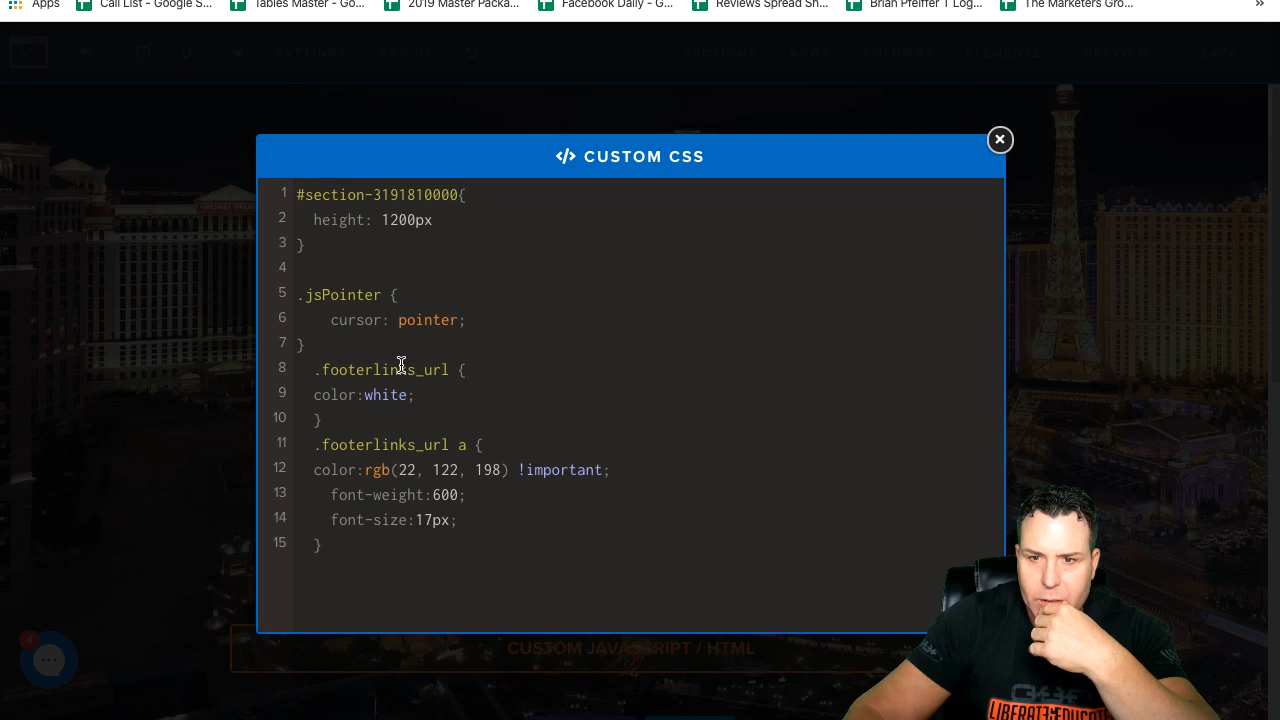 Apps Call List - Google S... Tables Master - Go... 2019 Master Packa... Facebook Daily - G... Reviews Spread Sh... Brian Pfeiffer 1 Log... The Marketers Gro... »
SETTINGS POP UP SECTIONS ROWS COLUMNS ELEMENTS PREVIEW SAVE
</> CUSTOM CSS
1 #section-3191810000{
2 height: 1200px
3 }
4
5 .jsPointer {
6 cursor: pointer;
7 }
8 .footerlinks_url {
9 color:white;
10 }
11 .footerlinks_url a {
12 color:rgb(22, 122, 198) !important;
13 font-weight:600;
14 font-size:17px;
15 }
4
CUSTOM JAVASCRIPT / HTML